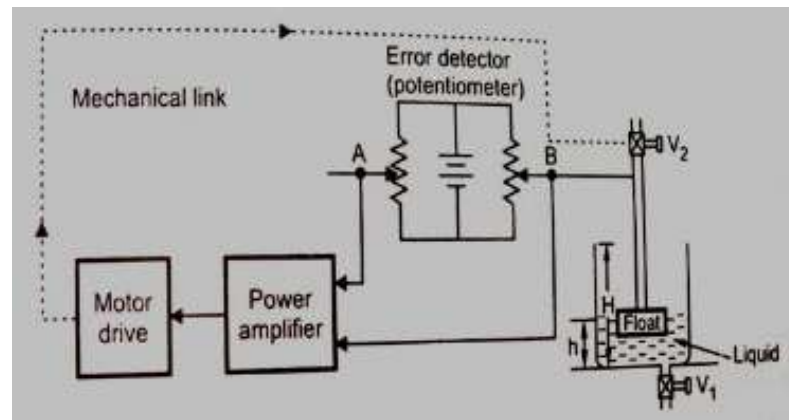 Error detector
(potentiometer)
Mechanical link
A
B
V2
Motor
drive
Power
amplifier
H
Float
h
Liquid
V1